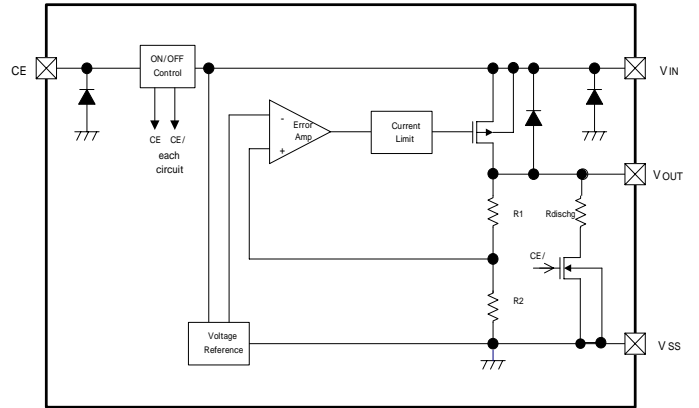 CE
ON/OFF
Control
VIN
CE CE/
each
circuit
-
Error
Amp
+
Current
Limit
VOUT
R1
Rdischg
CE/
R2
Voltage
Reference
VSS